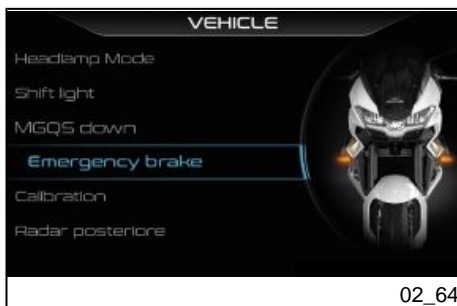 VEHICLE
Headlamp Mode
Shift light
MGQS down
Emergency brake
Calibration
Radar posteriore
02_64